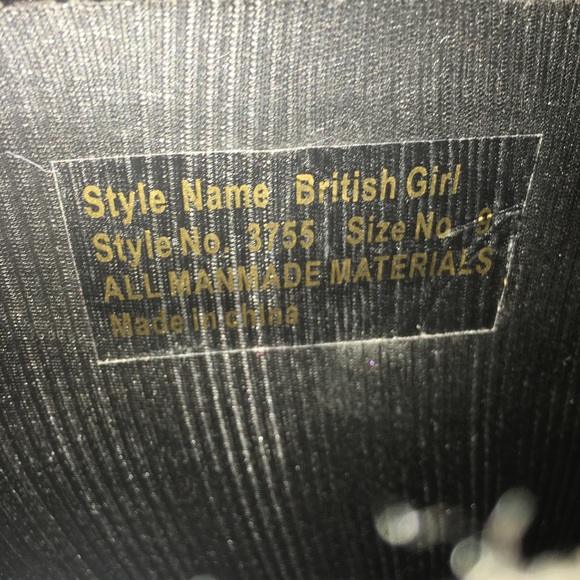 Style Name British Girl
Style No. 3755 Size No. 9
ALL MANMADE MATERIALS
Made in china